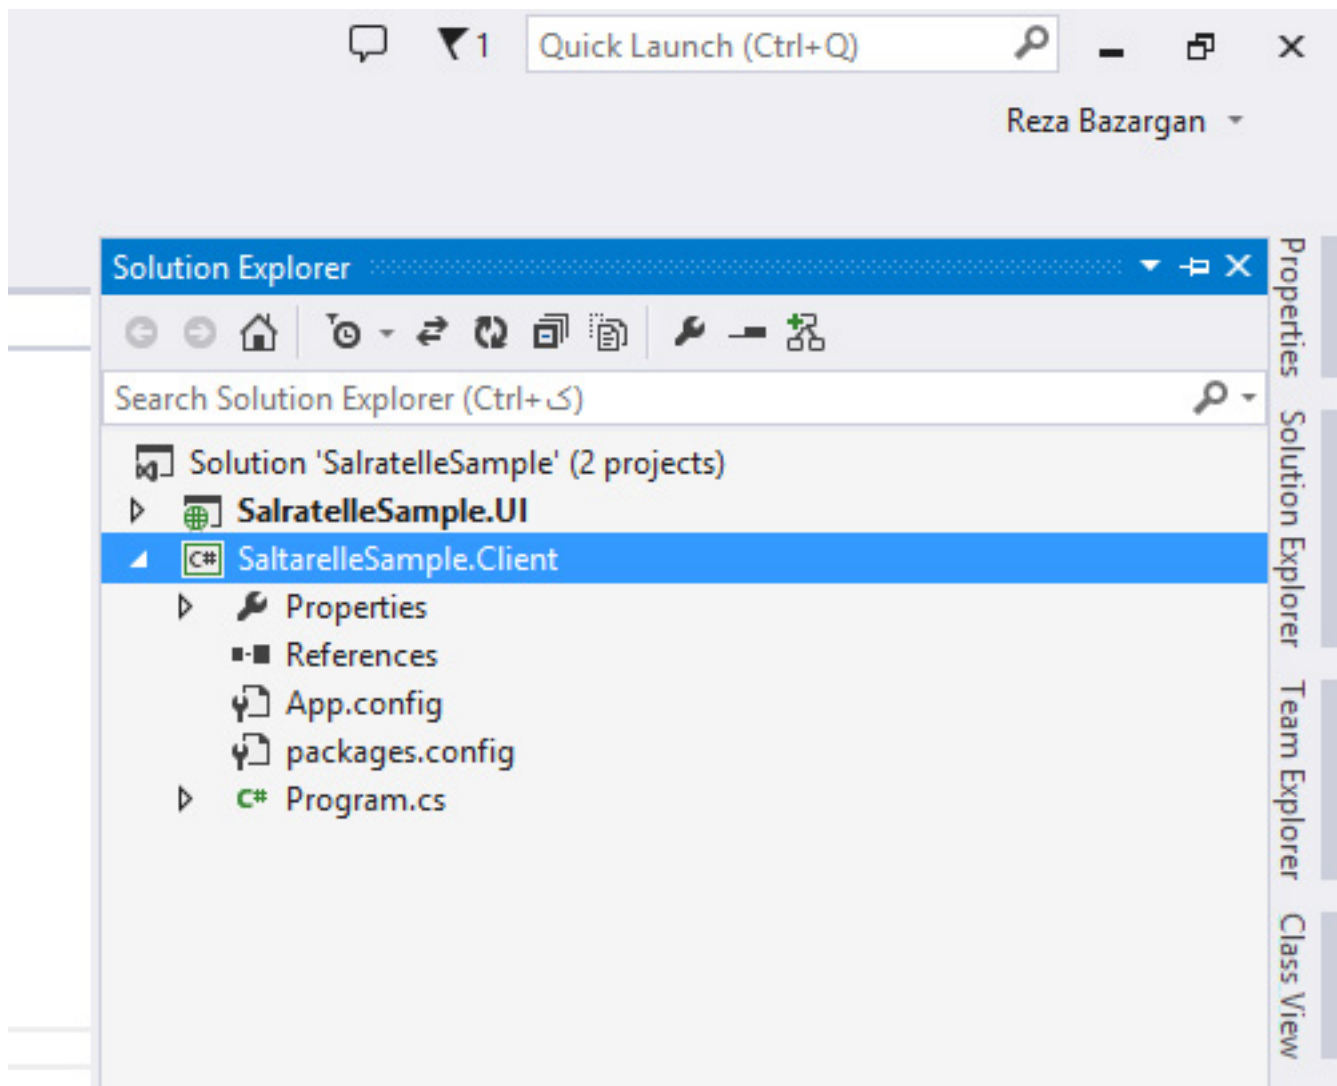 1
Quick Launch (Ctrl+Q)
Reza Bazargan
Solution Explorer
Search Solution Explorer (Ctrl+ک)
Solution 'SalratelleSample' (2 projects)
SalratelleSample.UI
C# SaltarelleSample.Client
Properties
References
App.config
packages.config
C# Program.cs
Properties
Solution Explorer
Team Explorer
Class View